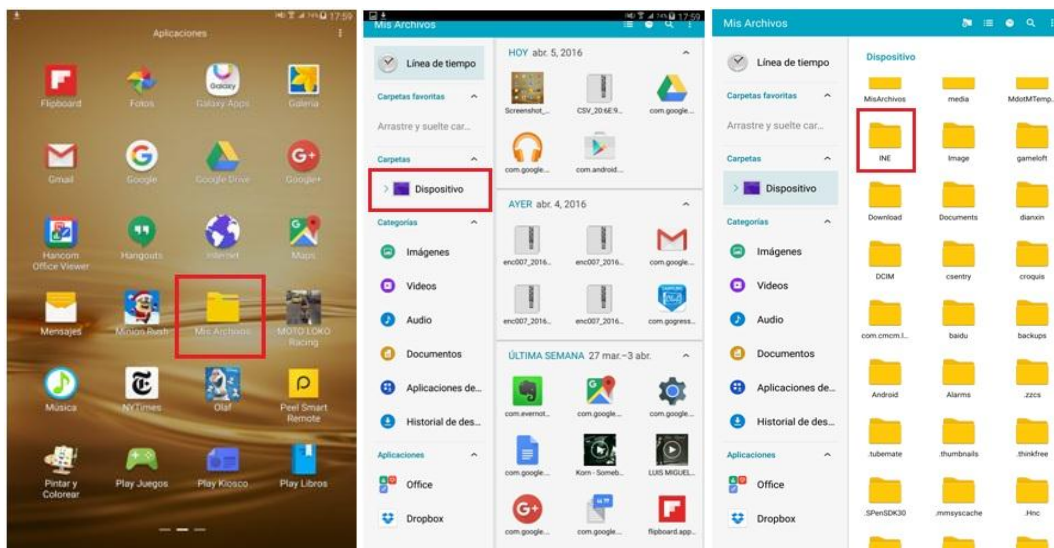 17:59
Aplicaciones
Flipboard
Fotos
Galaxy Apps
Galería
Gmail
Google
Google Drive
Google+
Hancom
Office Viewer
Hangouts
Internet
Maps
Mensajes
Minion Rush
Mis Archivos
MOTO LOKO
Racing
Música
NYTimes
Olaf
Peel Smart
Remote
Pintar y
Colorear
Play Juegos
Play Kiosco
Play Libros
17:59
Mis Archivos
Línea de tiempo
Carpetas favoritas
Arrastre y suelte car...
Carpetas
Dispositivo
Categorías
Imágenes
Videos
Audio
Documentos
Aplicaciones de...
Historial de des...
Aplicaciones
Office
Dropbox
HOY abr. 5, 2016
Screenshot_...
CSV_20.6E.9...
com.google...
com.google...
com.android...
AYER abr. 4, 2016
enc007_2016...
enc007_2016...
com.google...
enc007_2016...
enc007_2016...
com.gogress...
ÚLTIMA SEMANA 27 mar.–3 abr.
com.evernot...
com.google...
com.google...
com.google...
Korn - Someb...
LUIS MIGUEL...
com.google...
com.google...
flipboard.app...
Mis Archivos
Línea de tiempo
Carpetas favoritas
Arrastre y suelte car...
Carpetas
Dispositivo
Categorías
Imágenes
Videos
Audio
Documentos
Aplicaciones de...
Historial de des...
Aplicaciones
Office
Dropbox
Dispositivo
MisArchivos
media
MdotMTemp...
INE
Image
gameloft
Download
Documents
dianxin
DCIM
csentry
croquis
com.cmcm.l...
baidu
backups
Android
Alarms
.zzcs
.tubemate
.thumbnails
.thinkfree
.SPenSDK30
.mmsyscache
.Hnc